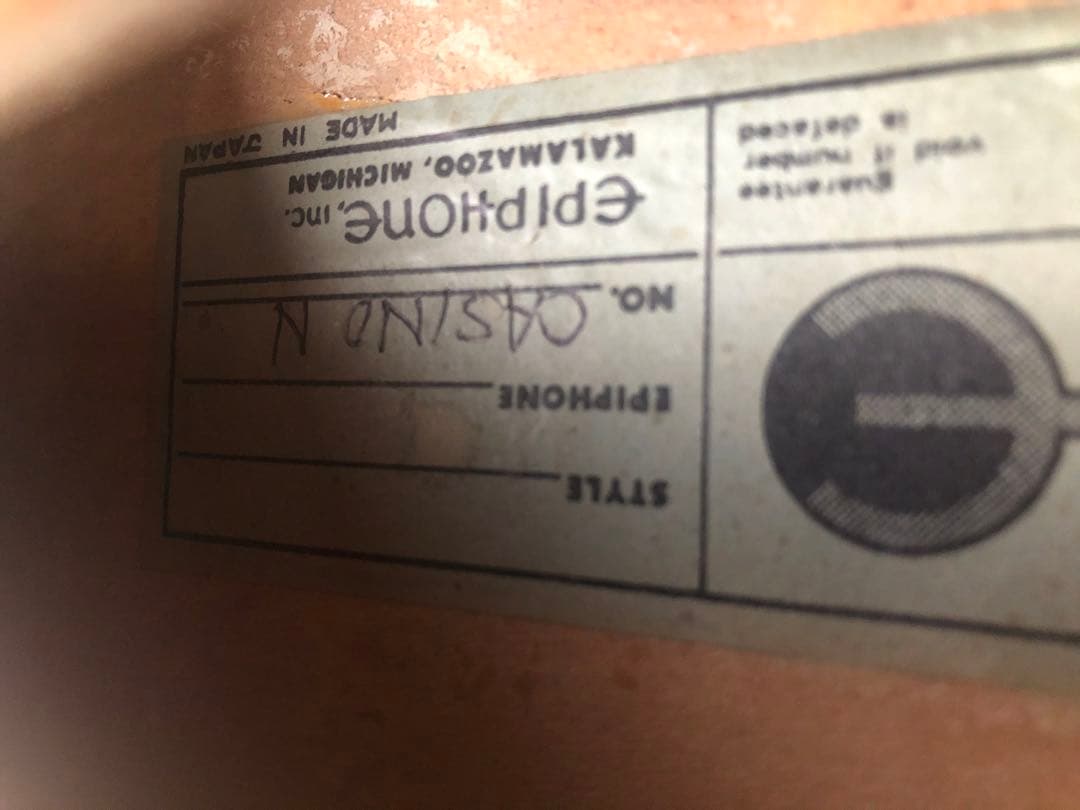 STYLE
EPIPHONE
NO. CASINO N
guarantee
void if number
is defaced
EPIPHONE, inc.
KALAMAZOO, MICHIGAN
MADE IN JAPAN